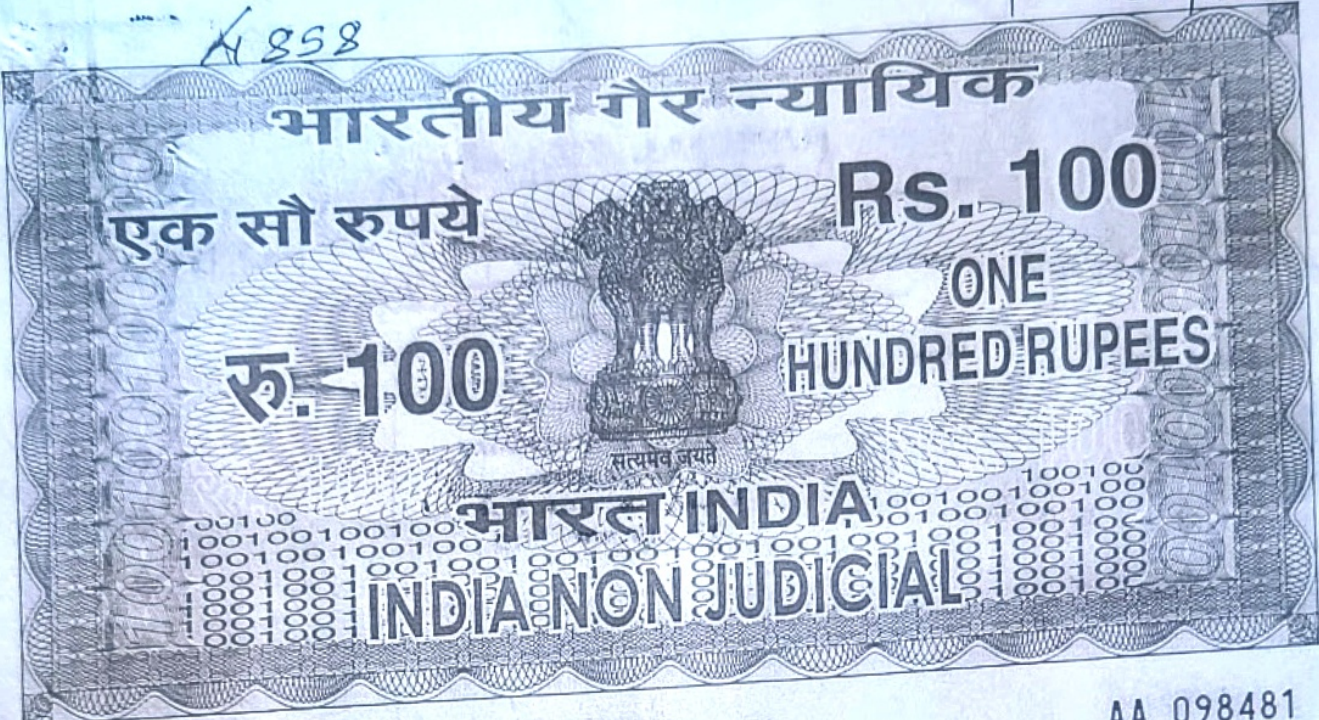 858
भारतीय गैर न्यायिक
एक सौ रुपये
Rs. 100
रु. 100
ONE
HUNDRED RUPEES
सत्यमेव जयते
भारत INDIA
INDIA NON JUDICIAL
AA 098481